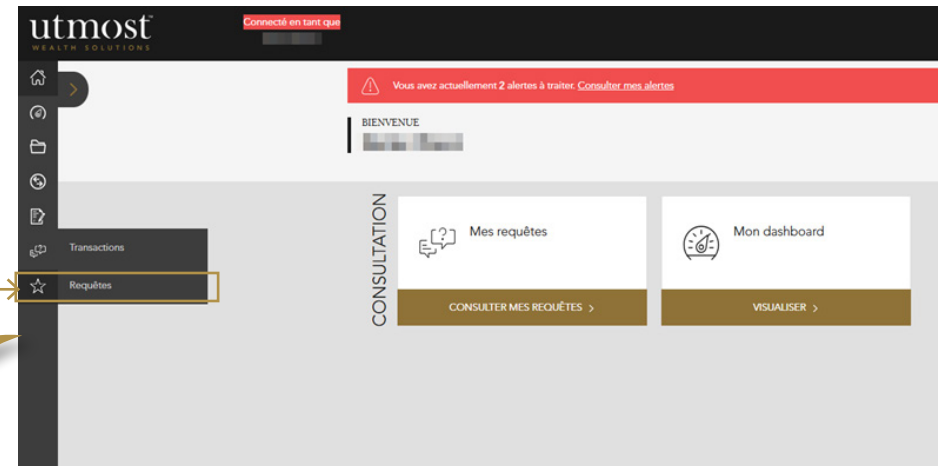 utmost™
WEALTH SOLUTIONS
Connecté en tant que
Vous avez actuellement 2 alertes à traiter. Consulter mes alertes
BIENVENUE
CONSULTATION
Mes requêtes
CONSULTER MES REQUÊTES >
Mon dashboard
VISUALISER >
Transactions
Requêtes